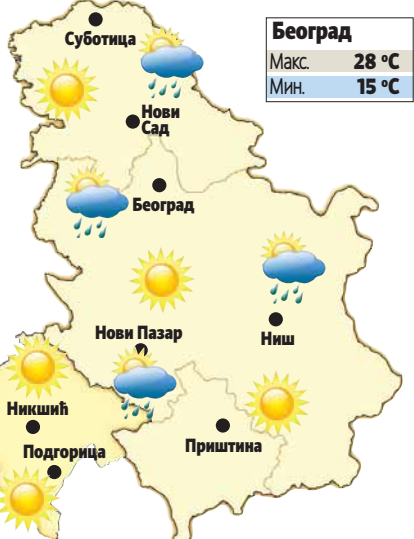 Суботица
Београд
Макс. 28 °C
Мин. 15 °C
Нови
Сад
Београд
Нови Пазар
Ниш
Никшић
Подгорица
Приштина